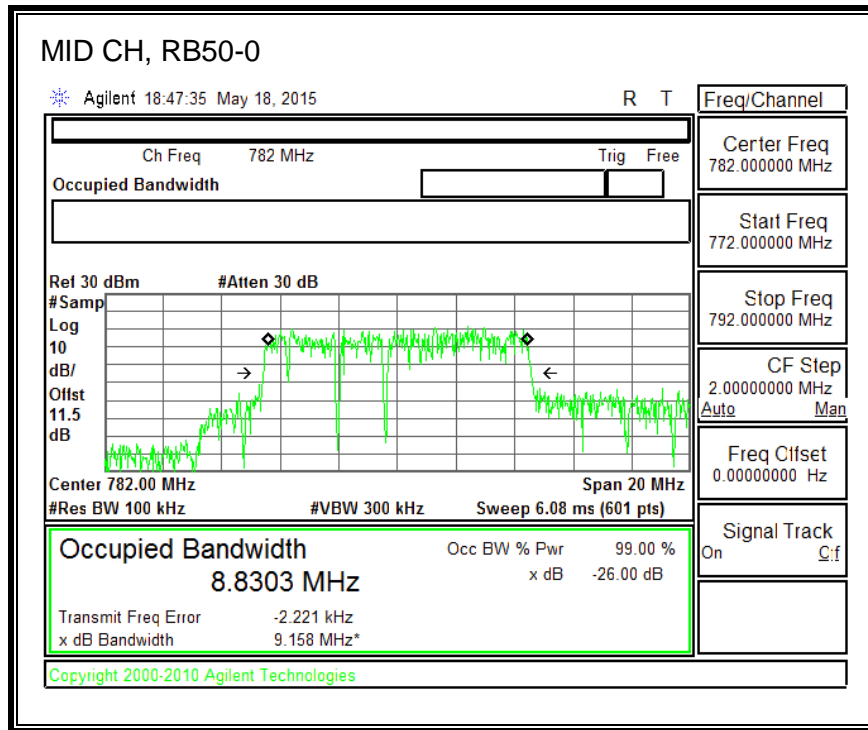 MID CH, RB50-0
Agilent 18:47:35 May 18, 2015 R T
Ch Freq 782 MHz Trig Free
Occupied Bandwidth
Ref 30 dBm #Atten 30 dB
#Samp
Log
10
dB/
Offst
11.5
dB
Center 782.00 MHz Span 20 MHz
#Res BW 100 kHz #VBW 300 kHz Sweep 6.08 ms (601 pts)
Occupied Bandwidth Occ BW % Pwr 99.00 %
8.8303 MHz x dB -26.00 dB
Transmit Freq Error -2.221 kHz
x dB Bandwidth 9.158 MHz*
Copyright 2000-2010 Agilent Technologies
Freq/Channel
Center Freq
782.000000 MHz
Start Freq
772.000000 MHz
Stop Freq
792.000000 MHz
CF Step
2.00000000 MHz
Auto Man
Freq Offset
0.00000000 Hz
Signal Track
On Off